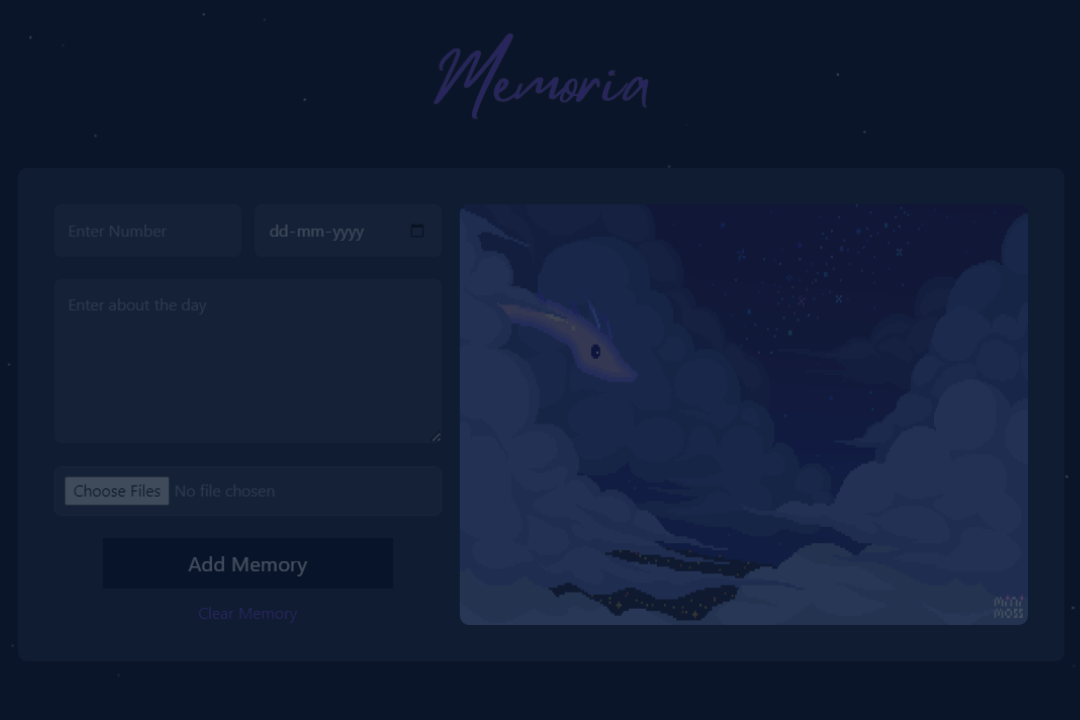 Memoria
Enter Number
dd-mm-yyyy
Enter about the day
Choose Files No file chosen
Add Memory
Clear Memory
mini
moss